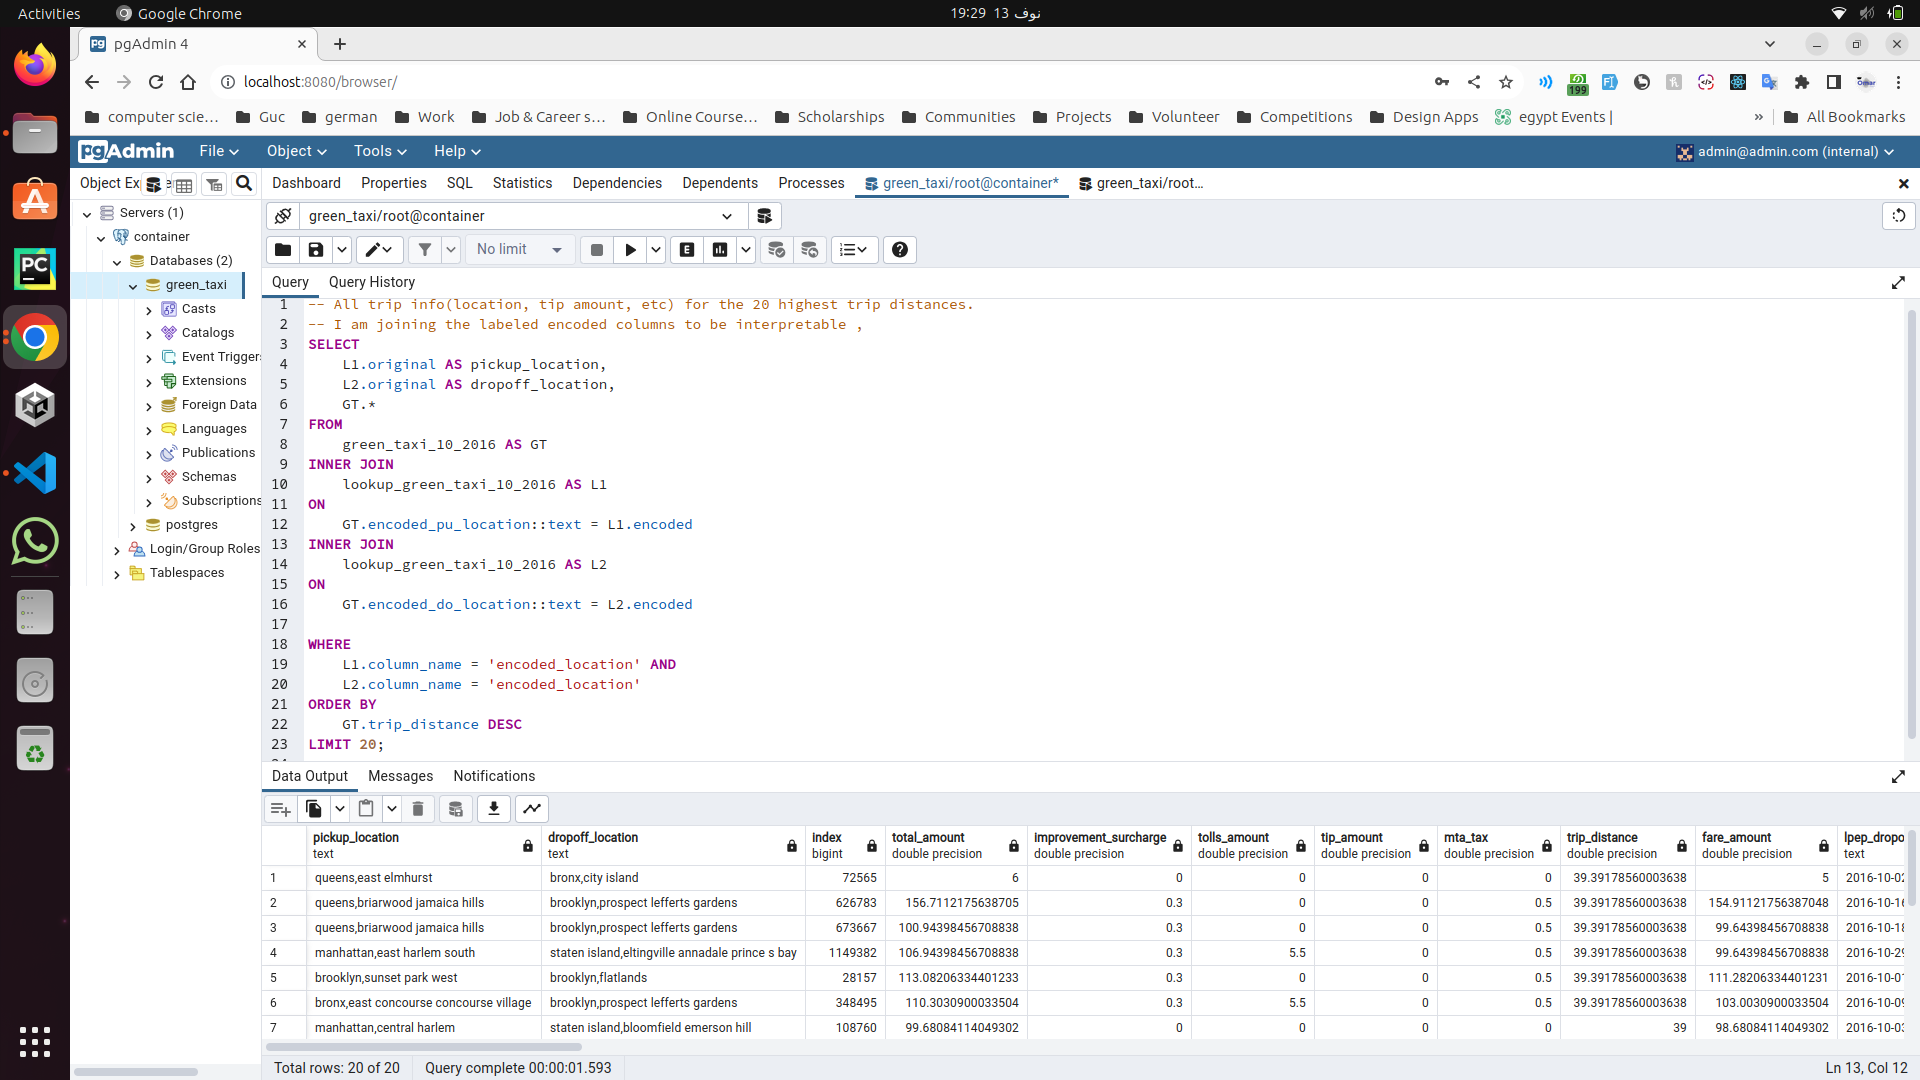 Activities
Google Chrome
19:29 13 نوف
pgAdmin 4
localhost:8080/browser/
199
computer scie...
Guc
german
Work
Job & Career s...
Online Course...
Scholarships
Communities
Projects
Volunteer
Competitions
Design Apps
egypt Events |
»
All Bookmarks
pgAdmin
File
Object
Tools
Help
admin@admin.com (internal)
Object Ex
Dashboard
Properties
SQL
Statistics
Dependencies
Dependents
Processes
green_taxi/root@container*
green_taxi/root...
Servers (1)
container
Databases (2)
green_taxi
Casts
Catalogs
Event Triggers
Extensions
Foreign Data
Languages
Publications
Schemas
Subscriptions
postgres
Login/Group Roles
Tablespaces
green_taxi/root@container
No limit
E
Query
Query History
1 -- All trip info(location, tip amount, etc) for the 20 highest trip distances.
2 -- I am joining the labeled encoded columns to be interpretable ,
3 SELECT
4 L1.original AS pickup_location,
5 L2.original AS dropoff_location,
6 GT.*
7 FROM
8 green_taxi_10_2016 AS GT
9 INNER JOIN
10 lookup_green_taxi_10_2016 AS L1
11 ON
12 GT.encoded_pu_location::text = L1.encoded
13 INNER JOIN
14 lookup_green_taxi_10_2016 AS L2
15 ON
16 GT.encoded_do_location::text = L2.encoded
17
18 WHERE
19 L1.column_name = 'encoded_location' AND
20 L2.column_name = 'encoded_location'
21 ORDER BY
22 GT.trip_distance DESC
23 LIMIT 20;
Data Output
Messages
Notifications
pickup_location dropoff_location index total_amount improvement_surcharge tolls_amount tip_amount mta_tax trip_distance fare_amount lpep_dropo
text text bigint double precision double precision double precision double precision double precision double precision double precision text
1 queens,east elmhurst bronx,city island 72565 6 0 0 0 0 39.39178560003638 5 2016-10-02
2 queens,briarwood jamaica hills brooklyn,prospect lefferts gardens 626783 156.7112175638705 0.3 0 0 0.5 39.39178560003638 154.91121756387048 2016-10-16
3 queens,briarwood jamaica hills brooklyn,prospect lefferts gardens 673667 100.94398456708838 0.3 0 0 0.5 39.39178560003638 99.64398456708838 2016-10-18
4 manhattan,east harlem south staten island,eltingville annadale prince s bay 1149382 106.94398456708838 0.3 5.5 0 0.5 39.39178560003638 99.64398456708838 2016-10-29
5 brooklyn,sunset park west brooklyn,flatlands 28157 113.08206334401233 0.3 0 0 0.5 39.39178560003638 111.28206334401231 2016-10-01
6 bronx,east concourse concourse village brooklyn,prospect lefferts gardens 348495 110.3030900033504 0.3 5.5 0 0.5 39.39178560003638 103.0030900033504 2016-10-09
7 manhattan,central harlem staten island,bloomfield emerson hill 108760 99.68084114049302 0 0 0 0 39 98.68084114049302 2016-10-03
Total rows: 20 of 20
Query complete 00:00:01.593
Ln 13, Col 12